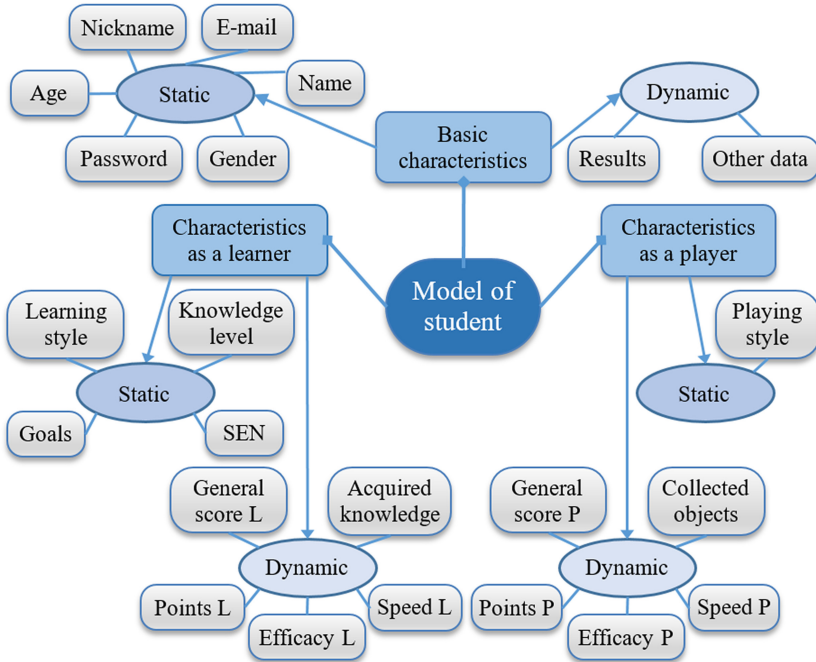 Nickname
E-mail
Age
Static
Name
Dynamic
Password
Gender
Basic
characteristics
Results
Other data
Characteristics
as a learner
Characteristics
as a player
Model of
student
Learning
style
Knowledge
level
Playing
style
Static
Static
Goals
SEN
General
score L
Acquired
knowledge
General
score P
Collected
objects
Dynamic
Dynamic
Points L
Speed L
Points P
Speed P
Efficacy L
Efficacy P